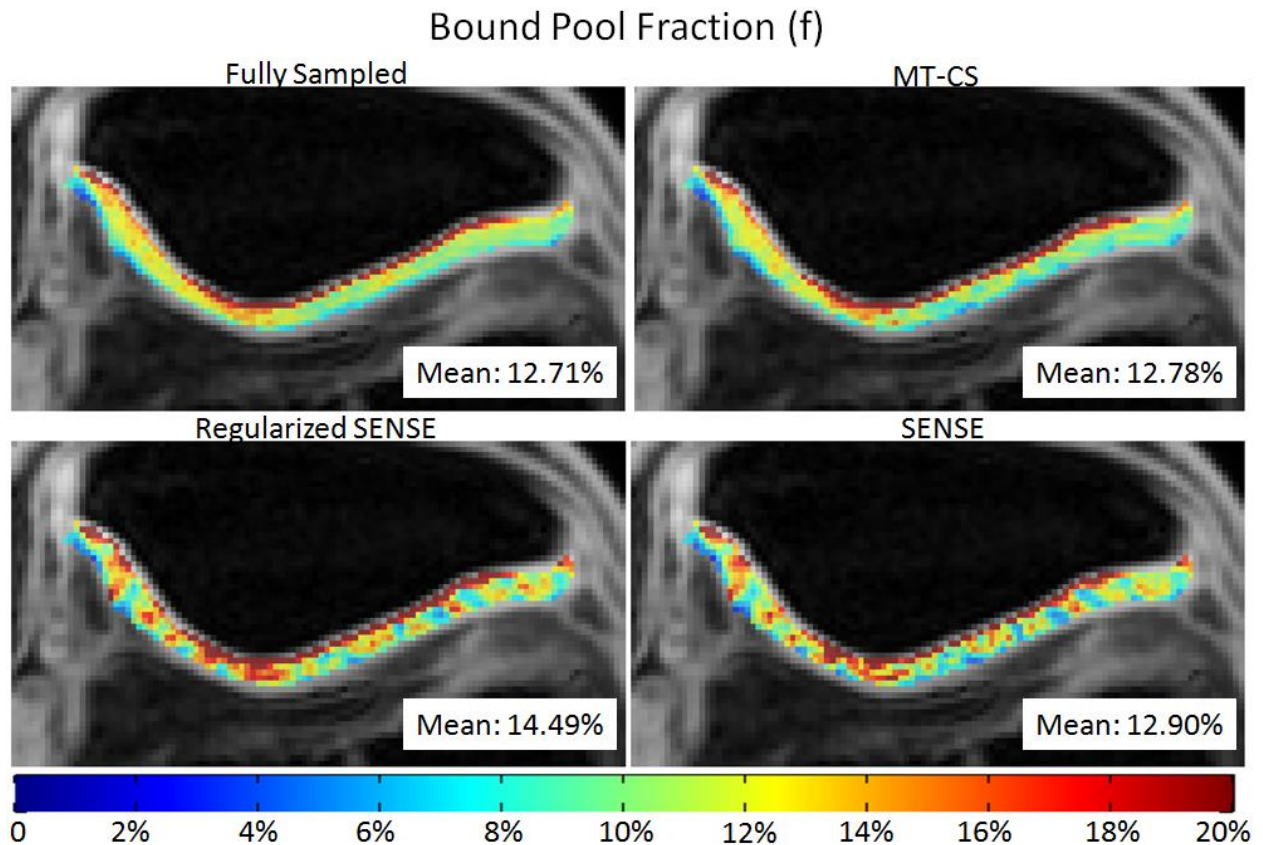 Bound Pool Fraction (f)
Fully Sampled
MT-CS
Mean: 12.71%
Mean: 12.78%
Regularized SENSE
SENSE
Mean: 14.49%
Mean: 12.90%
0 2% 4% 6% 8% 10% 12% 14% 16% 18% 20%